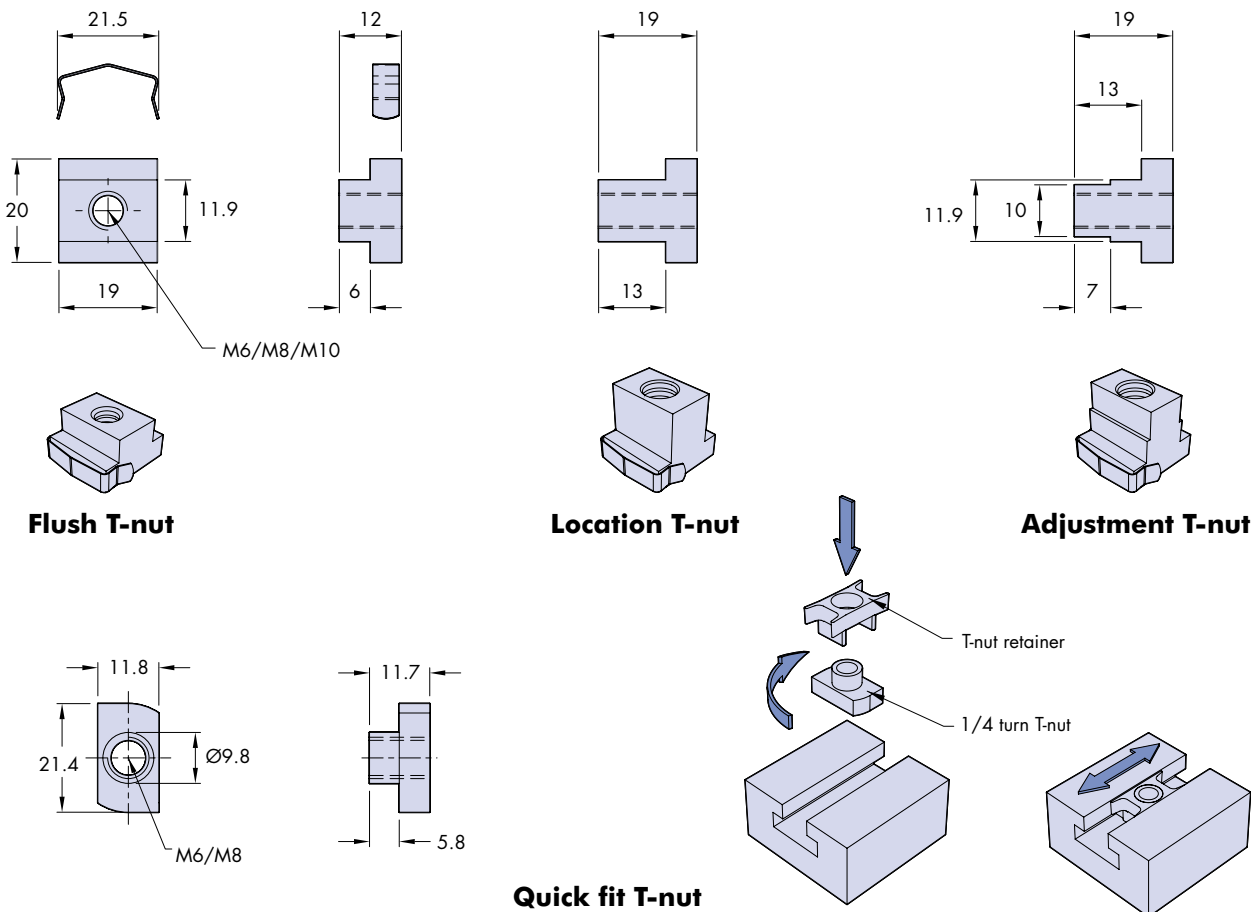 21.5
12
19
19
13
20
11.9
11.9
10
19
6
13
7
M6/M8/M10
Flush T-nut
Location T-nut
Adjustment T-nut
T-nut retainer
11.8
11.7
1/4 turn T-nut
21.4
Ø9.8
5.8
M6/M8
Quick fit T-nut